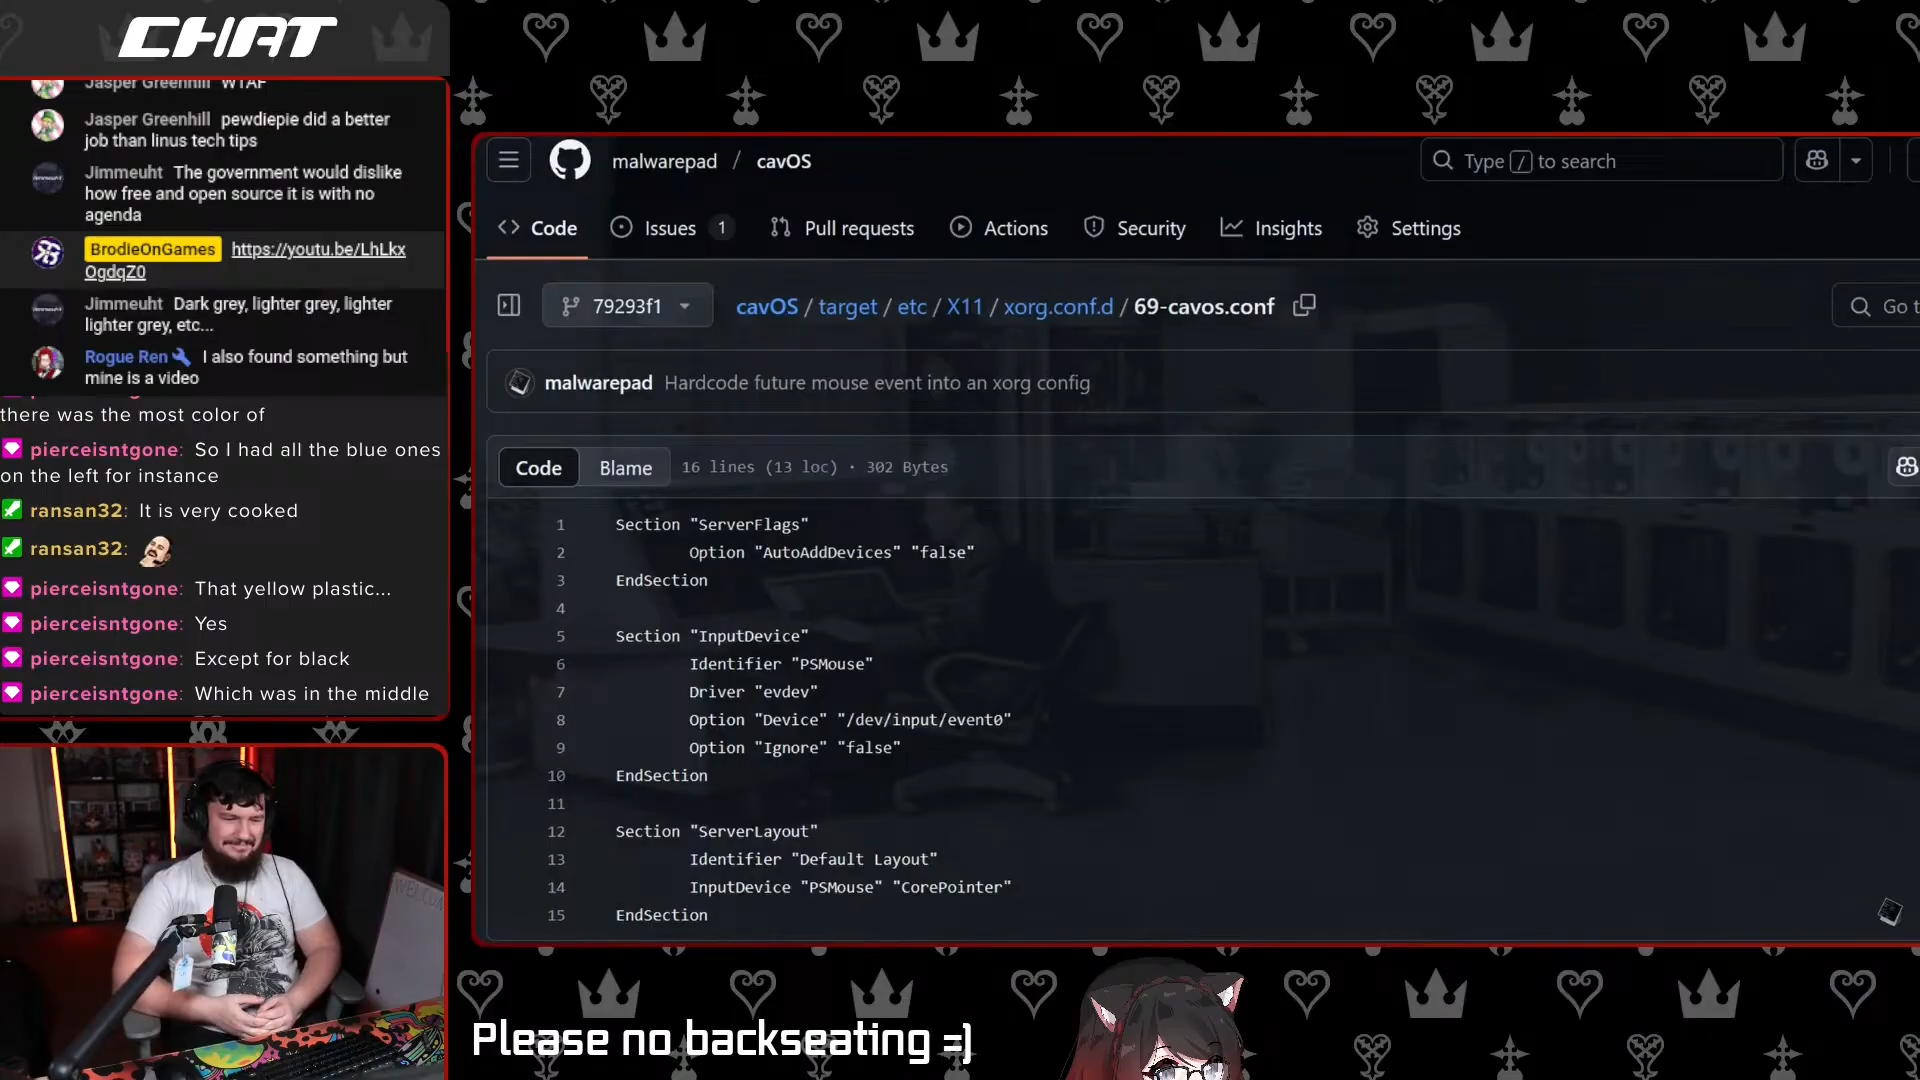 CHAT
Jasper Greenhill WTAF
Jasper Greenhill pewdiepie did a better
job than linus tech tips
Jimmeuht The government would dislike
how free and open source it is with no
agenda
BrodieOnGames https://youtu.be/LhLkx
OgdqZ0
Jimmeuht Dark grey, lighter grey, lighter
lighter grey, etc...
Rogue Ren I also found something but
mine is a video
there was the most color of
pierceisntgone: So I had all the blue ones
on the left for instance
ransan32: It is very cooked
ransan32:
pierceisntgone: That yellow plastic...
pierceisntgone: Yes
pierceisntgone: Except for black
pierceisntgone: Which was in the middle
malwarepad / cavOS
Type / to search
Code
Issues 1
Pull requests
Actions
Security
Insights
Settings
79293f1
cavOS / target / etc / X11 / xorg.conf.d / 69-cavos.conf
Go t
malwarepad Hardcode future mouse event into an xorg config
Code Blame 16 lines (13 loc) · 302 Bytes
1 Section "ServerFlags"
2 Option "AutoAddDevices" "false"
3 EndSection
4
5 Section "InputDevice"
6 Identifier "PSMouse"
7 Driver "evdev"
8 Option "Device" "/dev/input/event0"
9 Option "Ignore" "false"
10 EndSection
11
12 Section "ServerLayout"
13 Identifier "Default Layout"
14 InputDevice "PSMouse" "CorePointer"
15 EndSection
Please no backseating =)